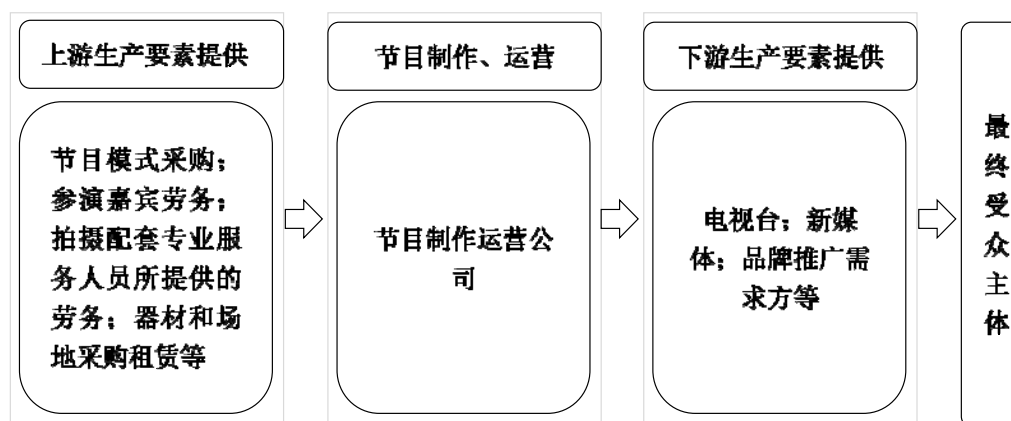 上游生产要素提供
节目模式采购；
参演嘉宾劳务；
拍摄配套专业服
务人员所提供的
劳务；器材和场
地采购租赁等
节目制作、运营
节目制作运营公
司
下游生产要素提供
电视台；新媒
体；品牌推广需
求方等
最
终
受
众
主
体